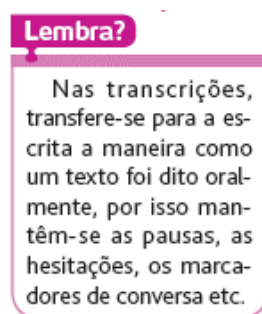 Lembra?
Nas transcrições,
transfere-se para a es-
crita a maneira como
um texto foi dito oral-
mente, por isso man-
têm-se as pausas, as
hesitações, os marca-
dores de conversa etc.